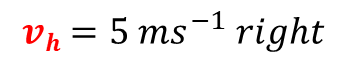 v_h = 5 ms⁻¹ right